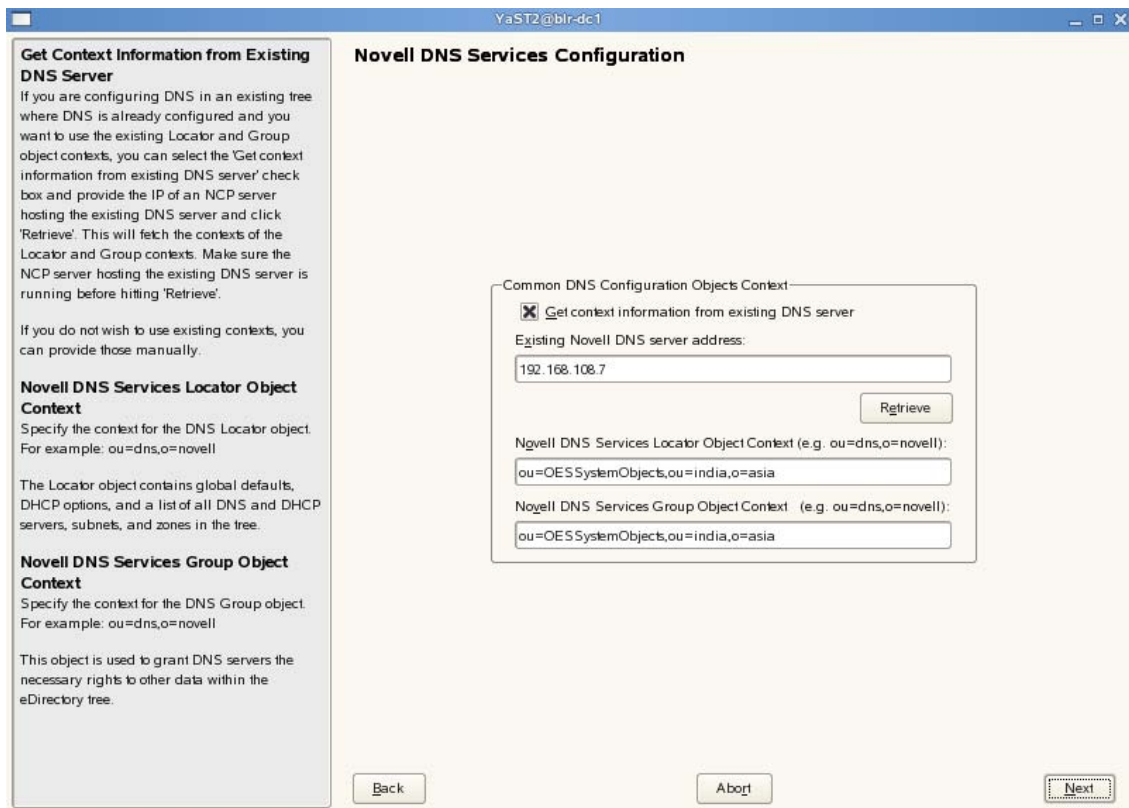 YaST2@blr-dc1
Get Context Information from Existing
DNS Server
If you are configuring DNS in an existing tree
where DNS is already configured and you
want to use the existing Locator and Group
object contexts, you can select the 'Get context
information from existing DNS server' check
box and provide the IP of an NCP server
hosting the existing DNS server and click
'Retrieve'. This will fetch the contexts of the
Locator and Group contexts. Make sure the
NCP server hosting the existing DNS server is
running before hitting 'Retrieve'.
If you do not wish to use existing contexts, you
can provide those manually.
Novell DNS Services Locator Object
Context
Specify the context for the DNS Locator object.
For example: ou=dns,o=novell
The Locator object contains global defaults,
DHCP options, and a list of all DNS and DHCP
servers, subnets, and zones in the tree.
Novell DNS Services Group Object
Context
Specify the context for the DNS Group object.
For example: ou=dns,o=novell
This object is used to grant DNS servers the
necessary rights to other data within the
eDirectory tree.
Novell DNS Services Configuration
Common DNS Configuration Objects Context
Get context information from existing DNS server
Existing Novell DNS server address:
192.168.108.7
Retrieve
Novell DNS Services Locator Object Context (e.g. ou=dns,o=novell):
ou=OESSystemObjects,ou=india,o=asia
Novell DNS Services Group Object Context (e.g. ou=dns,o=novell):
ou=OESSystemObjects,ou=india,o=asia
Back
Abort
Next